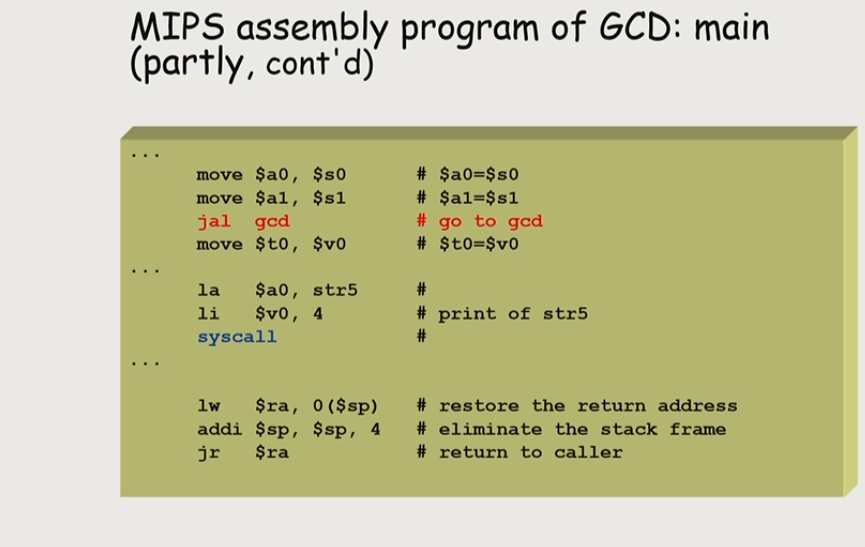 MIPS assembly program of GCD: main
(partly, cont'd)
...
move $a0, $s0 # $a0=$s0
move $a1, $s1 # $a1=$s1
jal gcd # go to gcd
move $t0, $v0 # $t0=$v0
...
la $a0, str5 #
li $v0, 4 # print of str5
syscall #
...
lw $ra, 0($sp) # restore the return address
addi $sp, $sp, 4 # eliminate the stack frame
jr $ra # return to caller